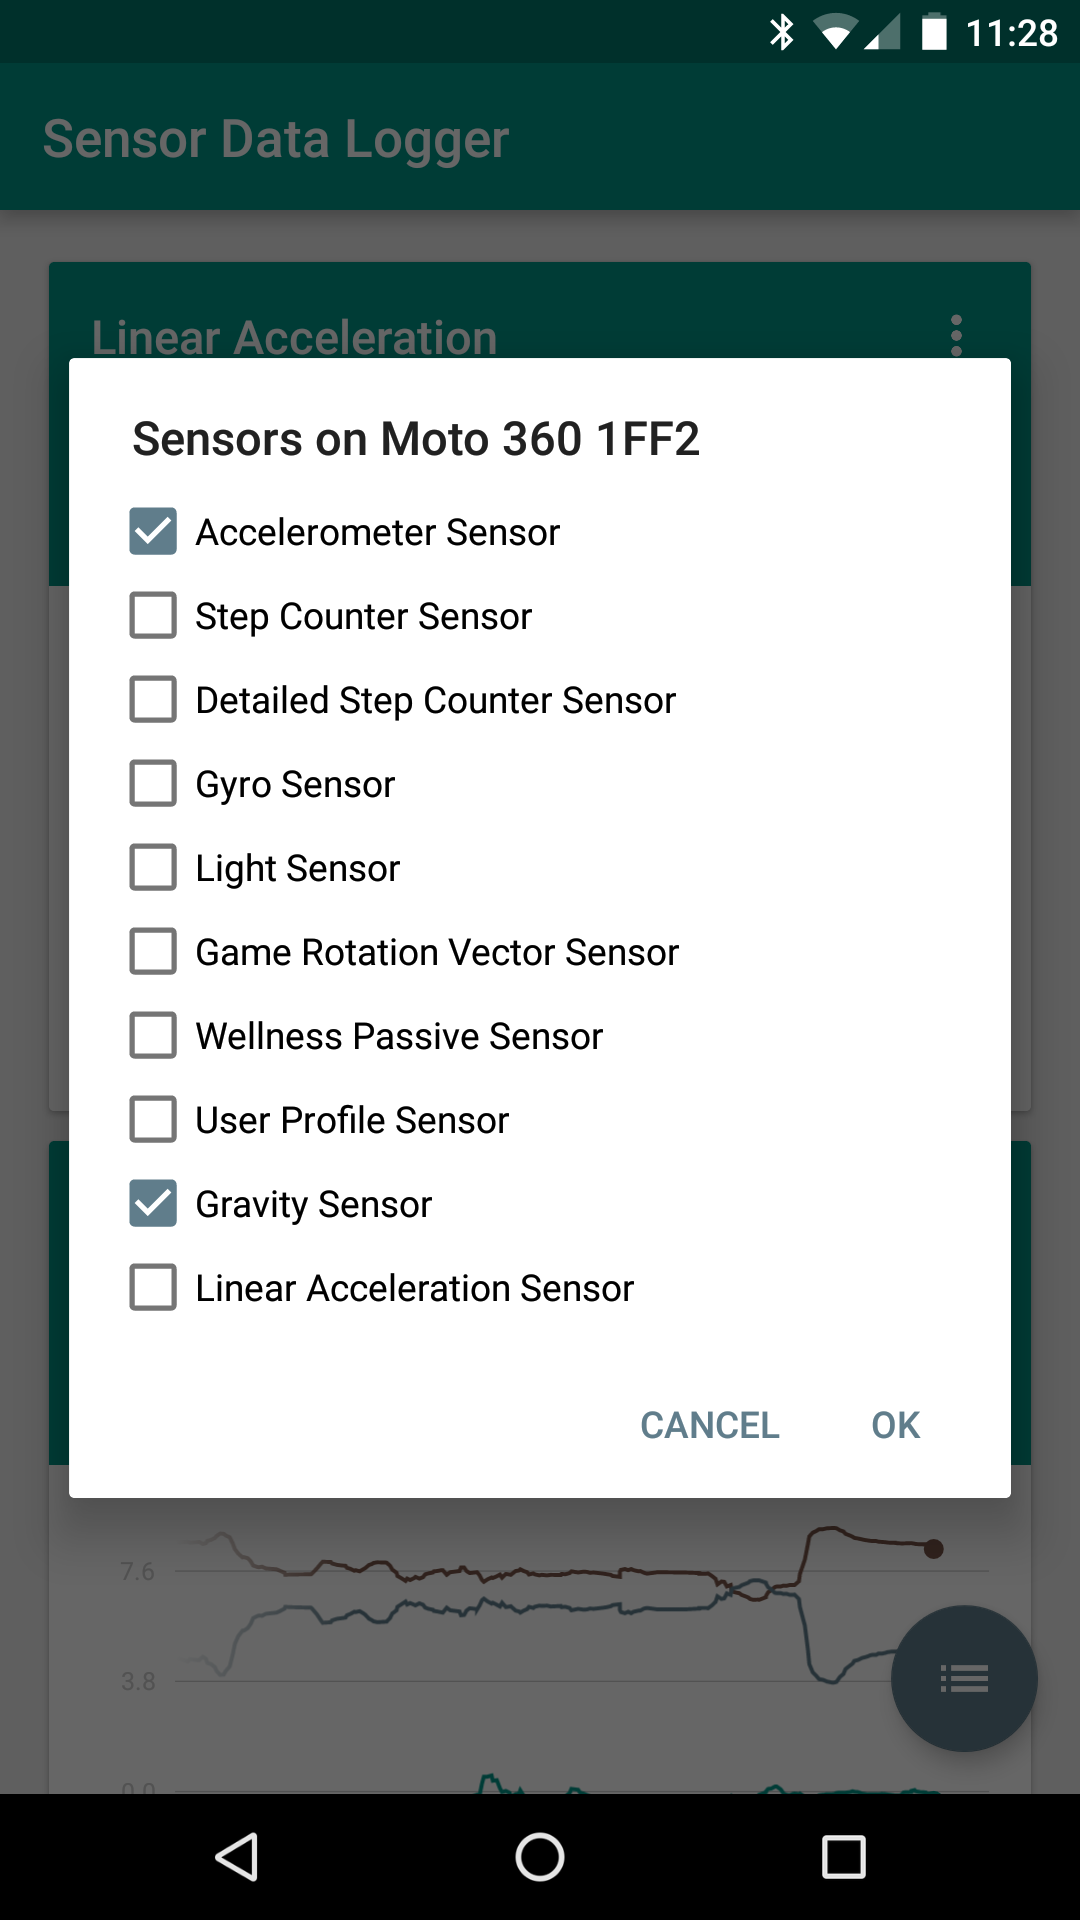 11:28
Sensor Data Logger
Linear Acceleration
Sensors on Moto 360 1FF2
Accelerometer Sensor
Step Counter Sensor
Detailed Step Counter Sensor
Gyro Sensor
Light Sensor
Game Rotation Vector Sensor
Wellness Passive Sensor
User Profile Sensor
Gravity Sensor
Linear Acceleration Sensor
CANCEL OK
7.6
3.8
0.0